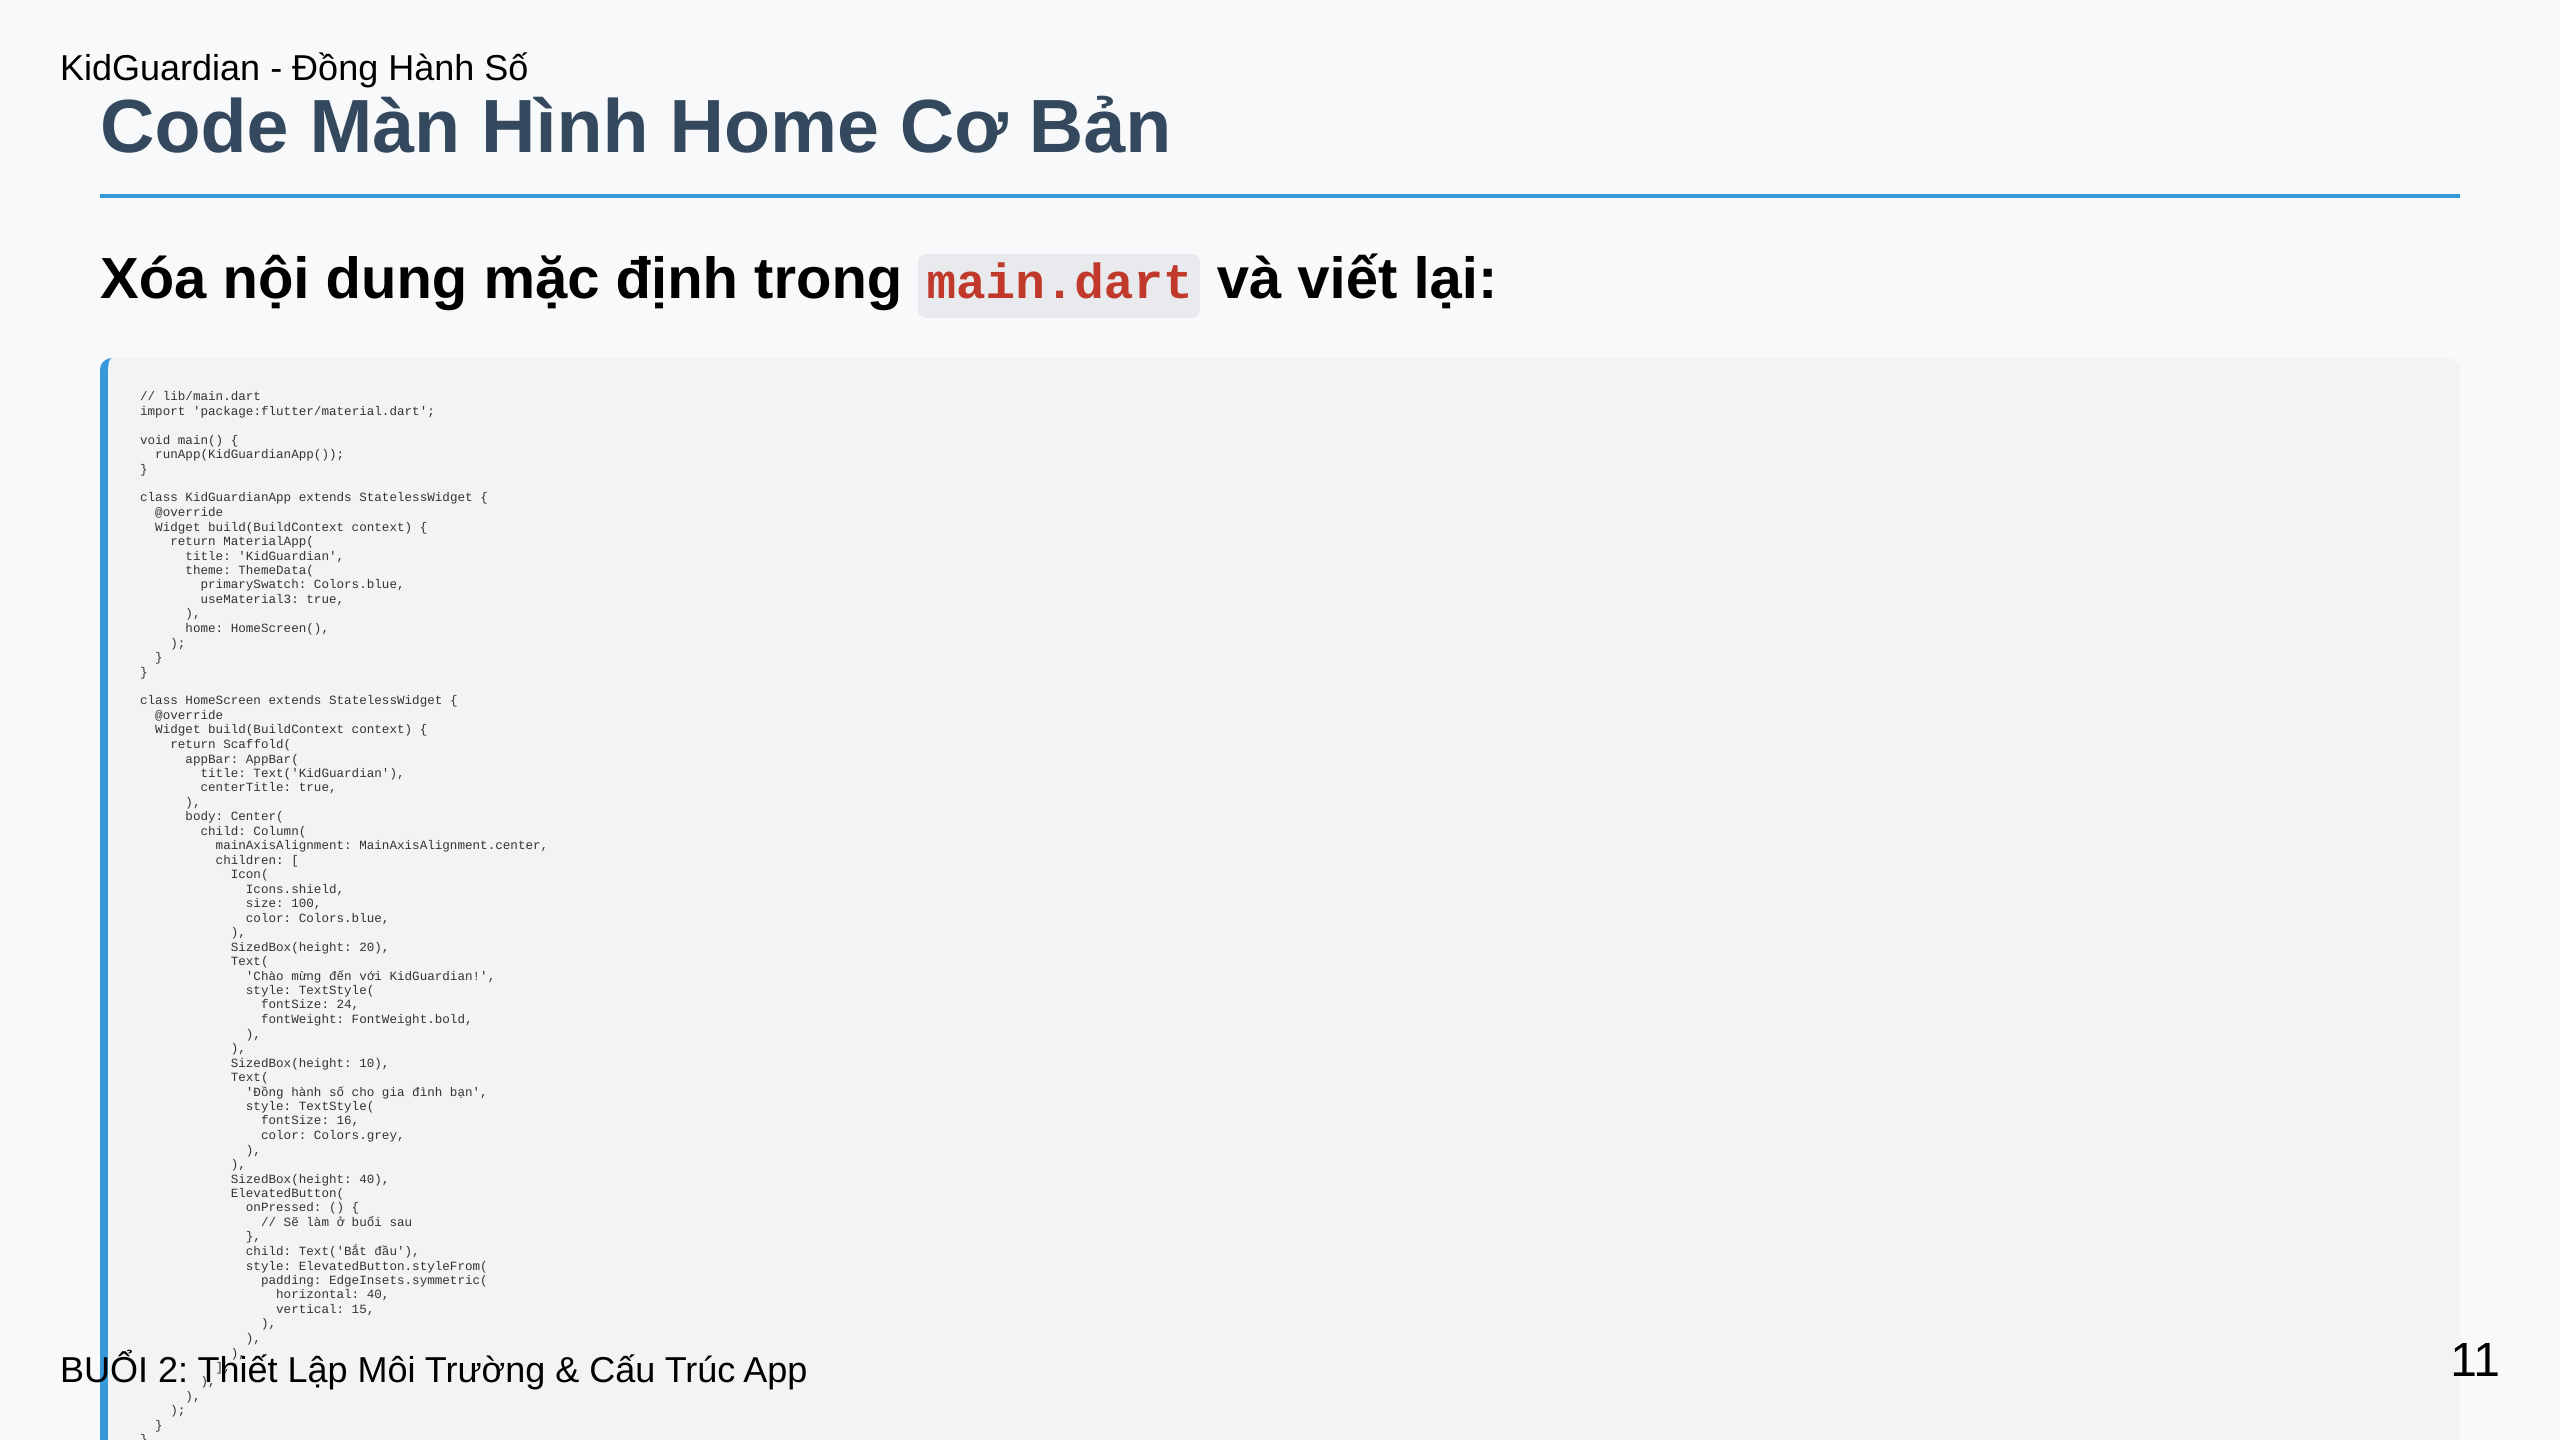 KidGuardian - Đồng Hành Số
Code Màn Hình Home Cơ Bản
Xóa nội dung mặc định trong main.dart và viết lại:
// lib/main.dart
import 'package:flutter/material.dart';

void main() {
  runApp(KidGuardianApp());
}

class KidGuardianApp extends StatelessWidget {
  @override
  Widget build(BuildContext context) {
    return MaterialApp(
      title: 'KidGuardian',
      theme: ThemeData(
        primarySwatch: Colors.blue,
        useMaterial3: true,
      ),
      home: HomeScreen(),
    );
  }
}

class HomeScreen extends StatelessWidget {
  @override
  Widget build(BuildContext context) {
    return Scaffold(
      appBar: AppBar(
        title: Text('KidGuardian'),
        centerTitle: true,
      ),
      body: Center(
        child: Column(
          mainAxisAlignment: MainAxisAlignment.center,
          children: [
            Icon(
              Icons.shield,
              size: 100,
              color: Colors.blue,
            ),
            SizedBox(height: 20),
            Text(
              'Chào mừng đến với KidGuardian!',
              style: TextStyle(
                fontSize: 24,
                fontWeight: FontWeight.bold,
              ),
            ),
            SizedBox(height: 10),
            Text(
              'Đồng hành số cho gia đình bạn',
              style: TextStyle(
                fontSize: 16,
                color: Colors.grey,
              ),
            ),
            SizedBox(height: 40),
            ElevatedButton(
              onPressed: () {
                // Sẽ làm ở buổi sau
              },
              child: Text('Bắt đầu'),
              style: ElevatedButton.styleFrom(
                padding: EdgeInsets.symmetric(
                  horizontal: 40,
                  vertical: 15,
                ),
              ),
            ),
          ],
        ),
      ),
    );
  }
}
BUỔI 2: Thiết Lập Môi Trường & Cấu Trúc App
11